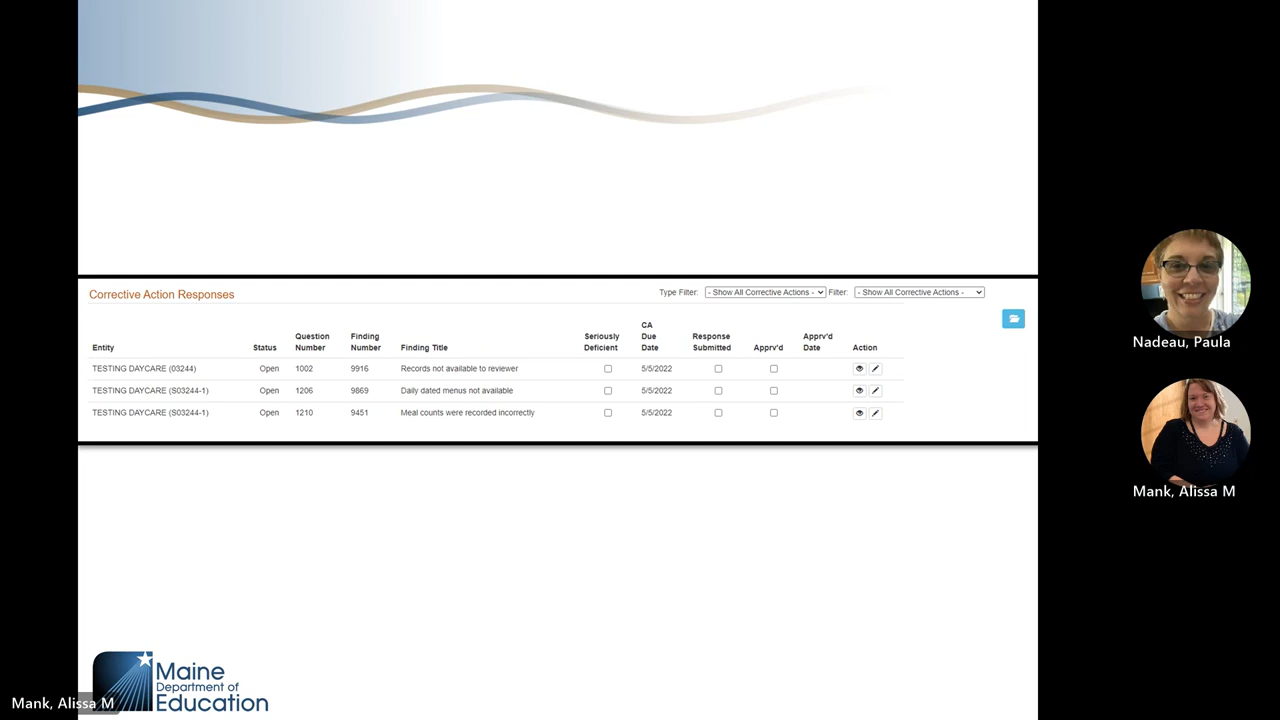 Corrective Action Responses
Type Filter: - Show All Corrective Actions - Filter: - Show All Corrective Actions -
Entity Status Question Number Finding Number Finding Title Seriously Deficient CA Due Date Response Submitted Apprv'd Apprv'd Date Action
TESTING DAYCARE (03244) Open 1002 9916 Records not available to reviewer 5/5/2022
TESTING DAYCARE (S03244-1) Open 1206 9869 Daily dated menus not available 5/5/2022
TESTING DAYCARE (S03244-1) Open 1210 9451 Meal counts were recorded incorrectly 5/5/2022
Nadeau, Paula
Mank, Alissa M
Maine
Department of
Education
Mank, Alissa M